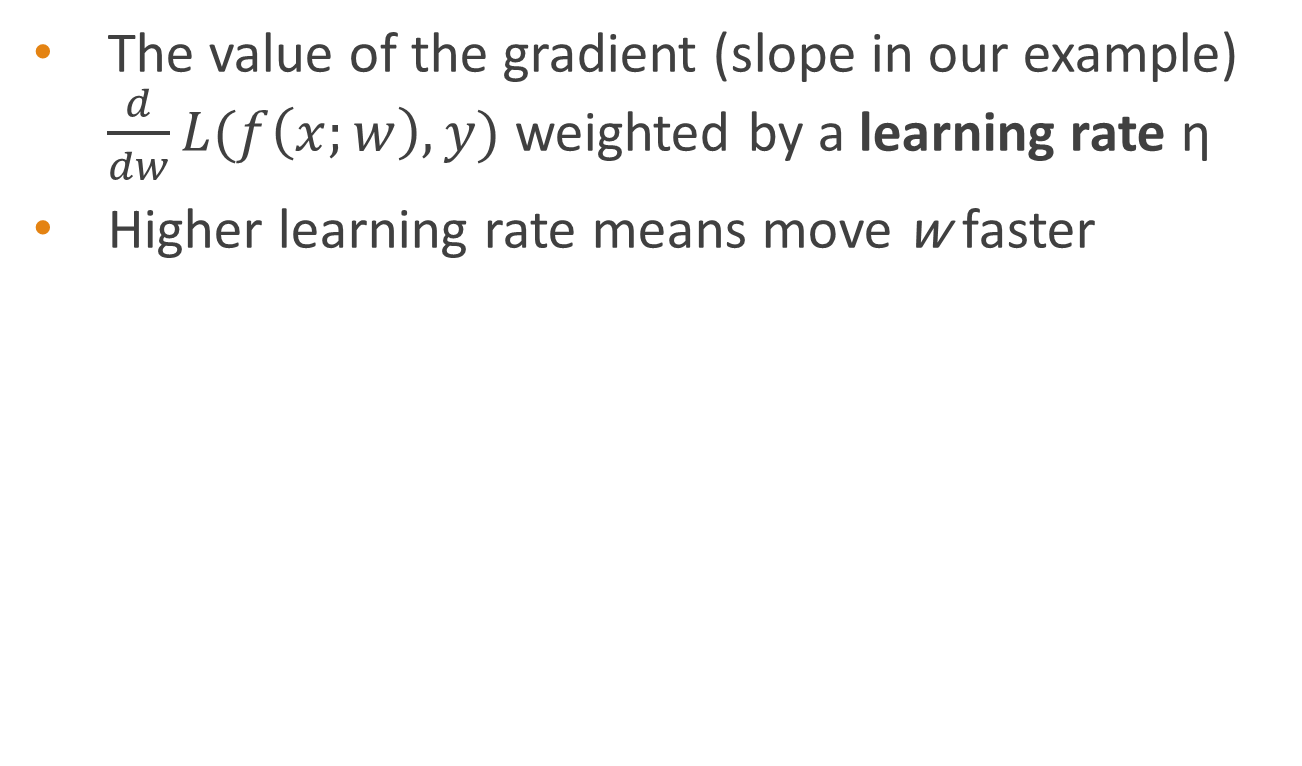 • The value of the gradient (slope in our example)
d/dw L(f(x; w), y) weighted by a learning rate η
• Higher learning rate means move w faster